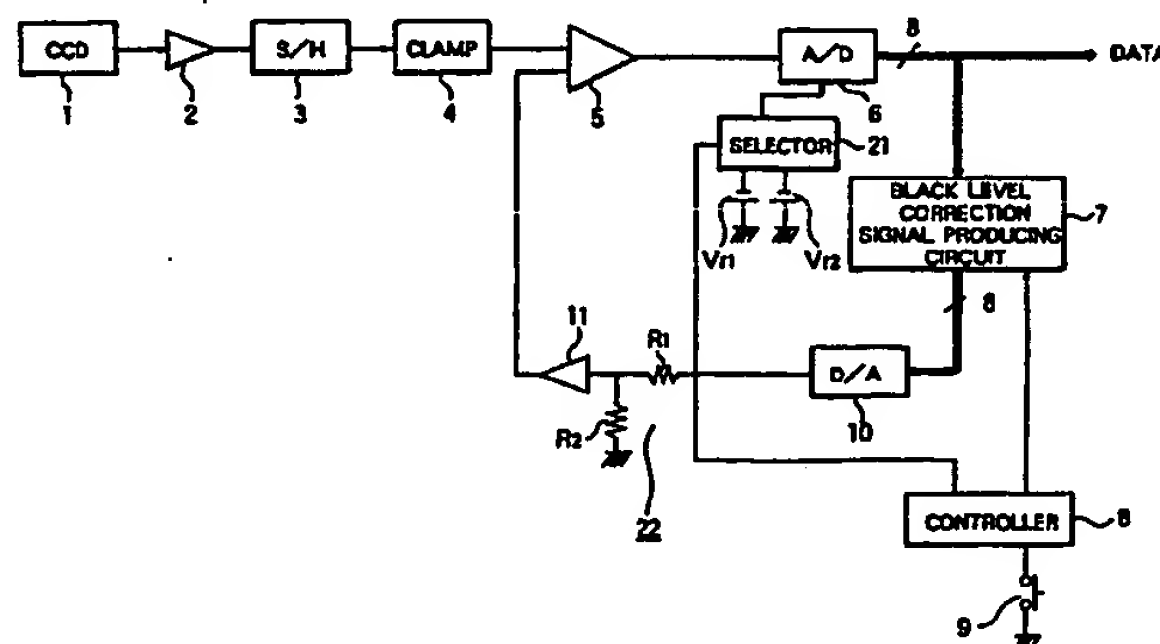 CCD
S/H
CLAMP
A/D
8
DATA
1
2
3
4
5
6
SELECTOR
21
Vr1
Vr2
BLACK LEVEL
CORRECTION
SIGNAL PRODUCING
CIRCUIT
7
8
11
R1
D/A
R2
10
22
CONTROLLER
8
9